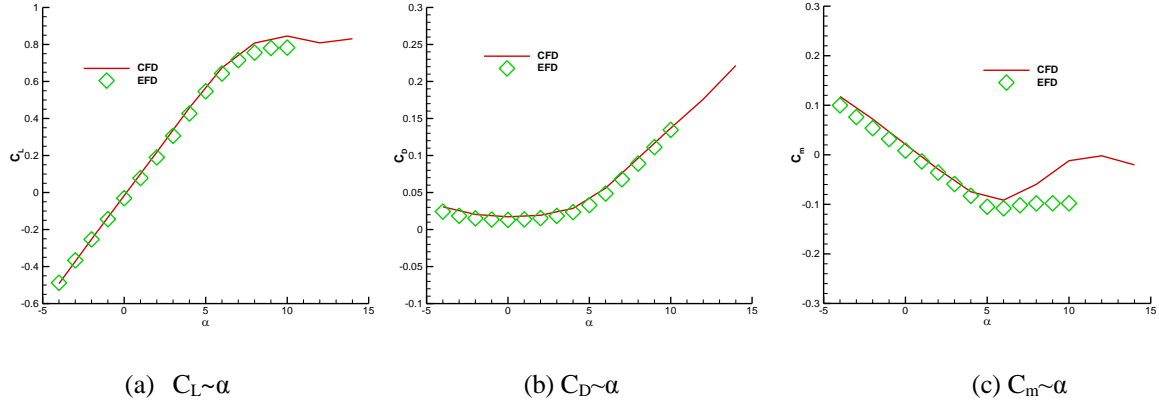 1
0.8
0.6
0.4
0.2
0
-0.2
-0.4
-0.6
-5
0
5
10
15
C_L
α
CFD
EFD
0.3
0.25
0.2
0.15
0.1
0.05
0
-0.05
-0.1
-5
0
5
10
15
C_D
α
CFD
EFD
0.3
0.2
0.1
0
-0.1
-0.2
-0.3
-5
0
5
10
15
C_m
α
CFD
EFD
(a) C_L~α
(b) C_D~α
(c) C_m~α